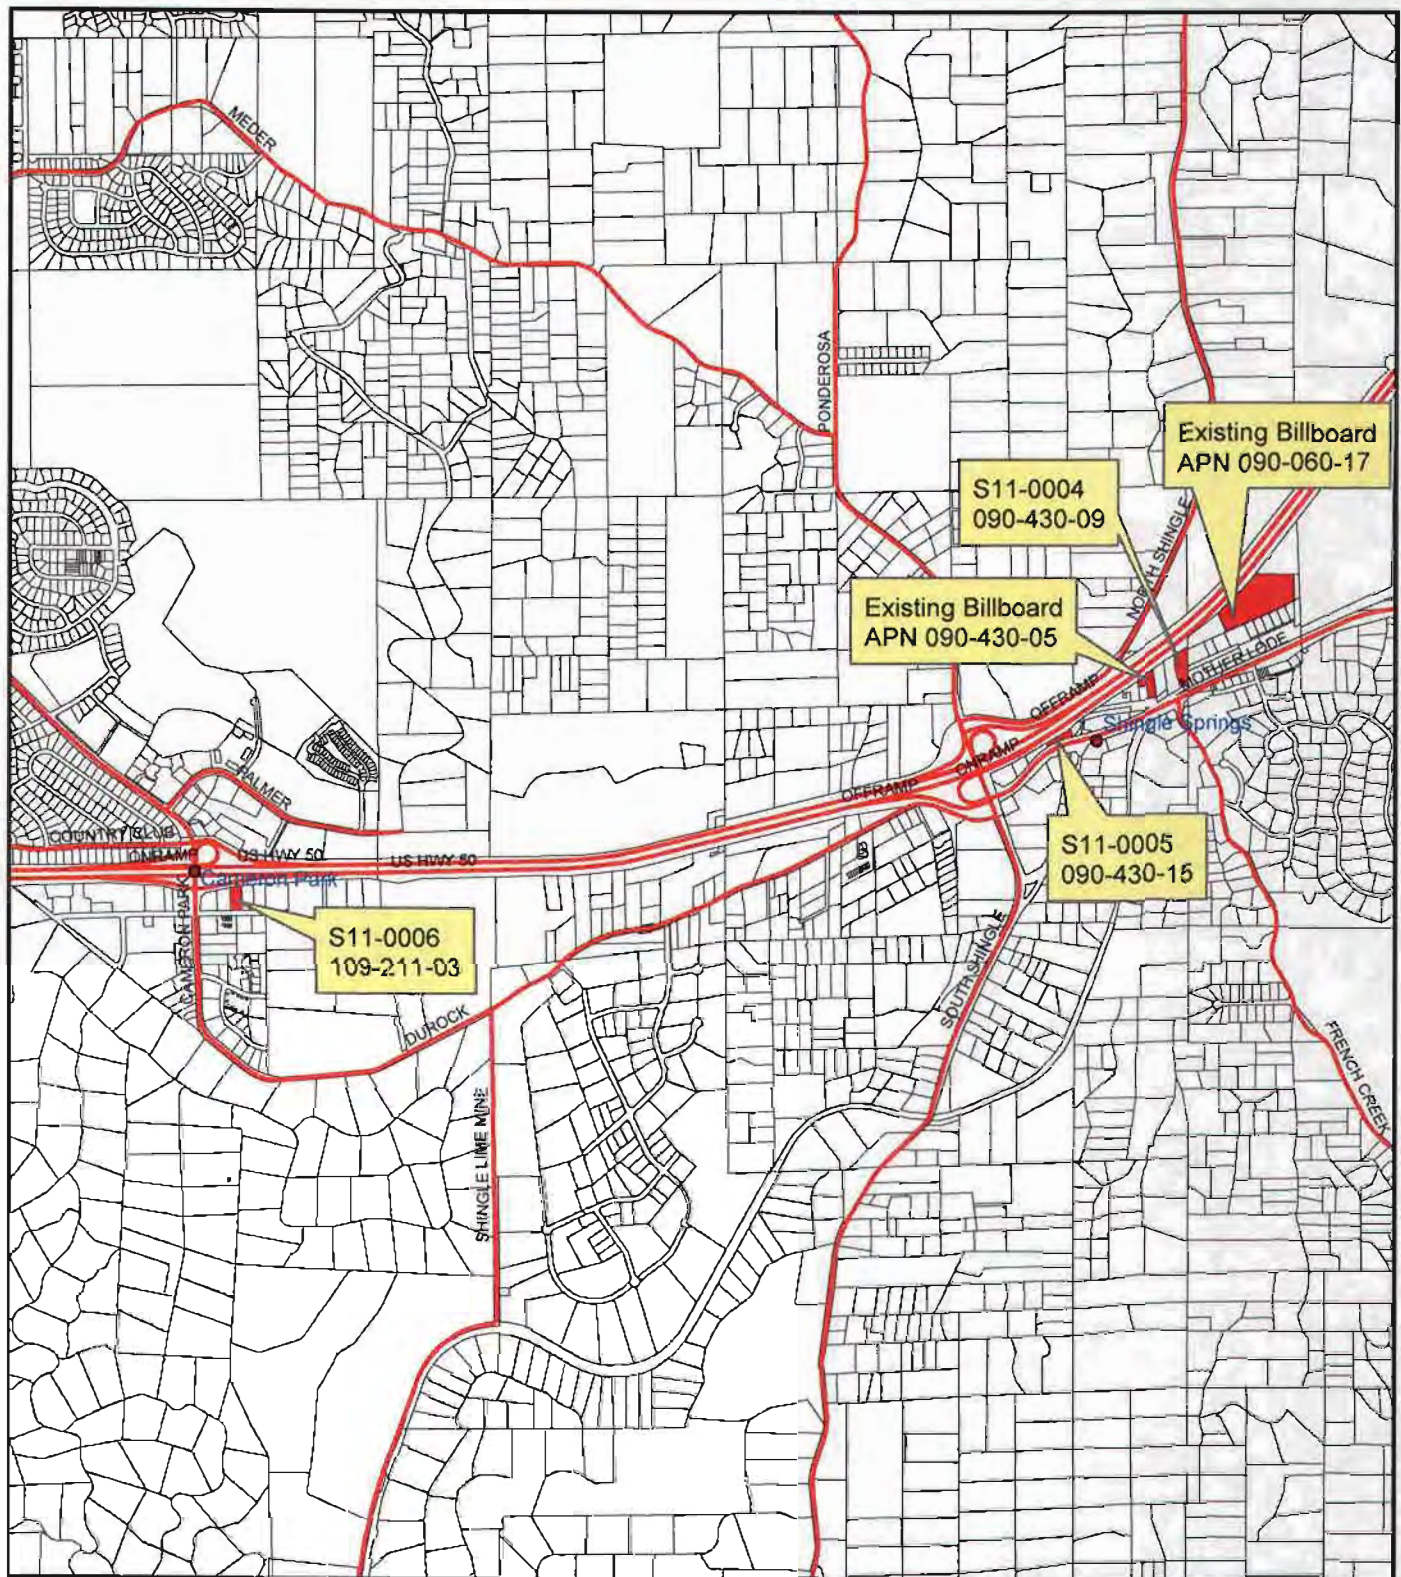 MEDER
PONDEROSA
Existing Billboard
APN 090-060-17
S11-0004
090-430-09
NORTH SHINGLE
Existing Billboard
APN 090-430-05
MOTHER LODE
OFFRAMP
Shingle Springs
ONRAMP
PALMER
OFFRAMP
COUNTRY CLUB
ONRAMP
US HWY 50
US HWY 50
S11-0005
090-430-15
Cameron Park
CAMERON PARK
S11-0006
109-211-03
SOUTH SHINGLE
DUROCK
FRENCH CREEK
SHINGLE LIME MINE